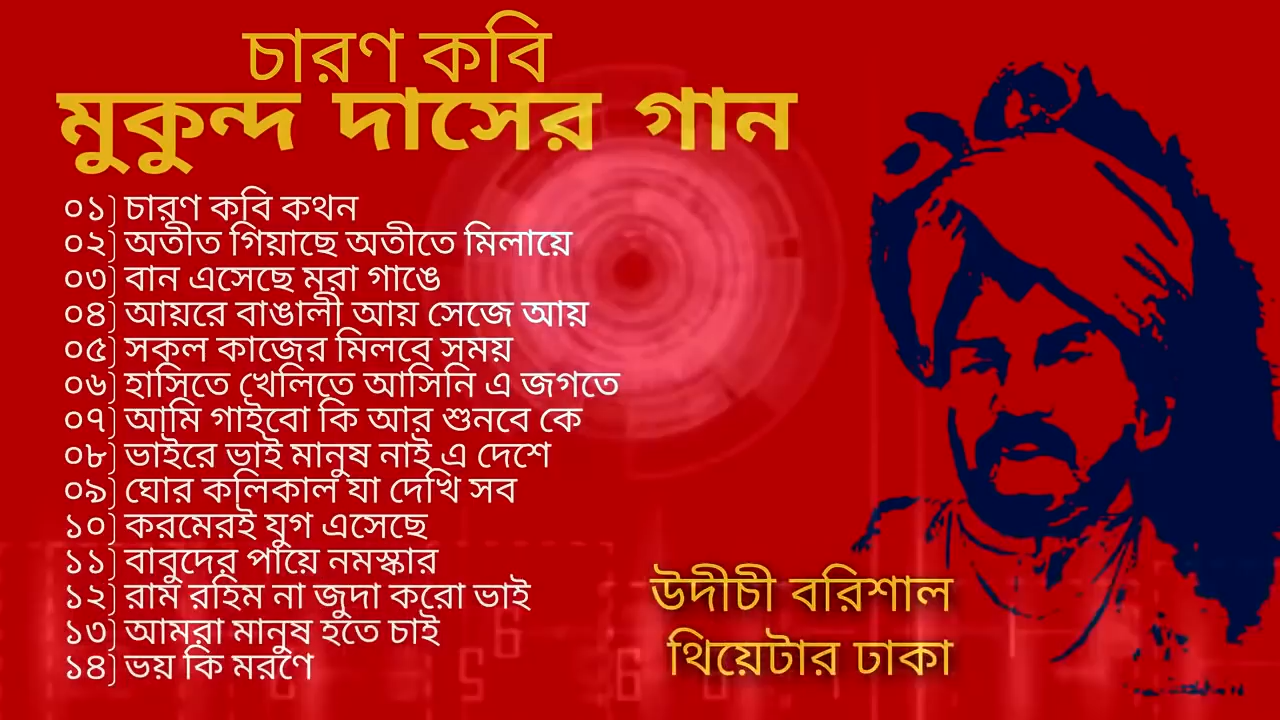 চারণ কবি
মুকুন্দ দাসের গান
০১) চারণ কবি কথন
০২) অতীত গিয়াছে অতীতে মিলায়ে
০৩) বান এসেছে মরা গাঙে
০৪) আয়রে বাঙালী আয় সেজে আয়
০৫) সকল কাজের মিলবে সময়
০৬) হাসিতে খেলিতে আসিনি এ জগতে
০৭) আমি গাইবো কি আর শুনবে কে
০৮) ভাইরে ভাই মানুষ নাই এ দেশে
০৯) ঘোর কলিকাল যা দেখি সব
১০) করমেরই যুগ এসেছে
১১) বাবুদের পায়ে নমস্কার
১২) রাম রহিম না জুদা করো ভাই
১৩) আমরা মানুষ হতে চাই
১৪) ভয় কি মরণে
উদীচী বরিশাল
থিয়েটার ঢাকা